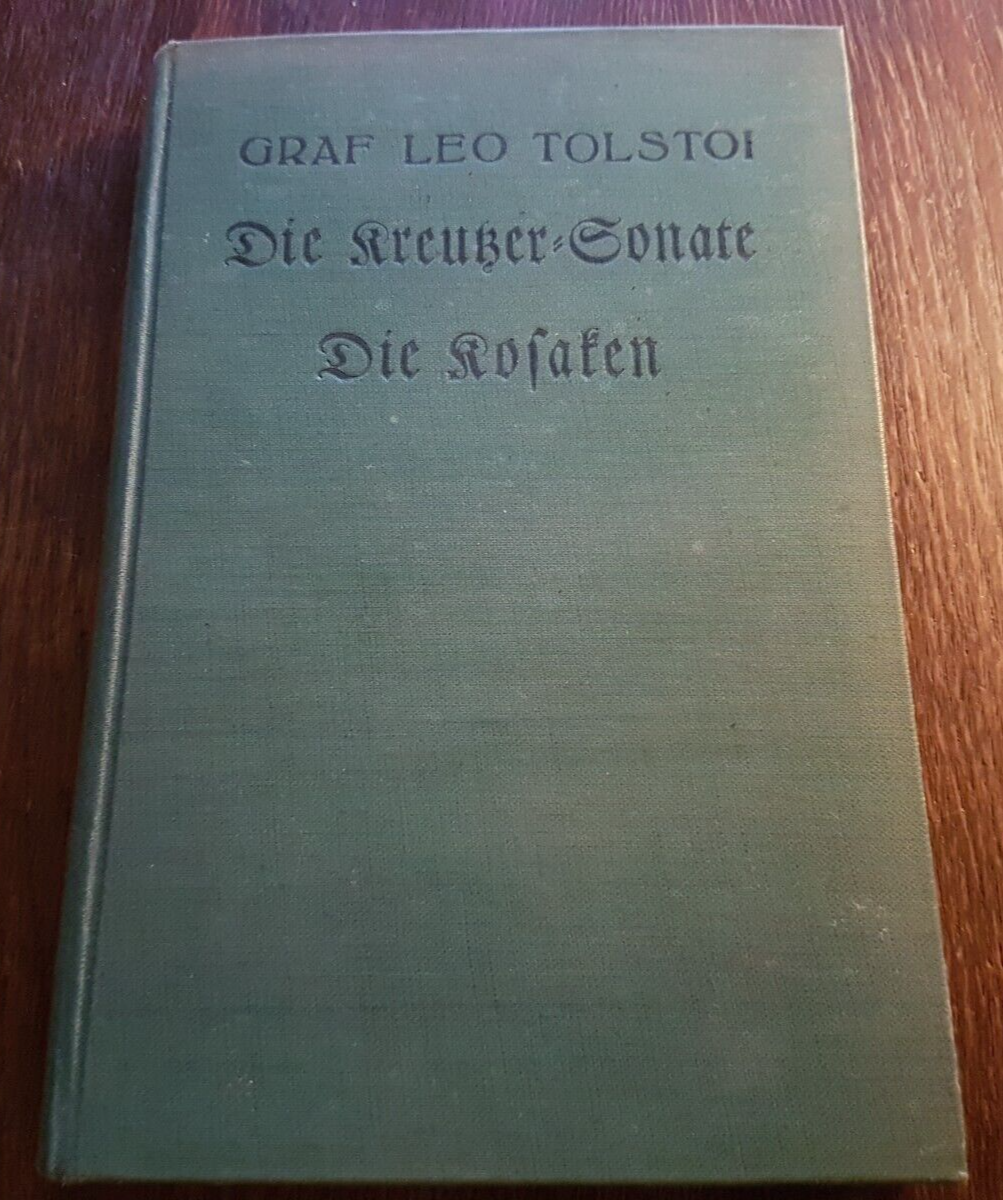 GRAF LEO TOLSTOI
Die Kreutzer-Sonate
Die Koſaken